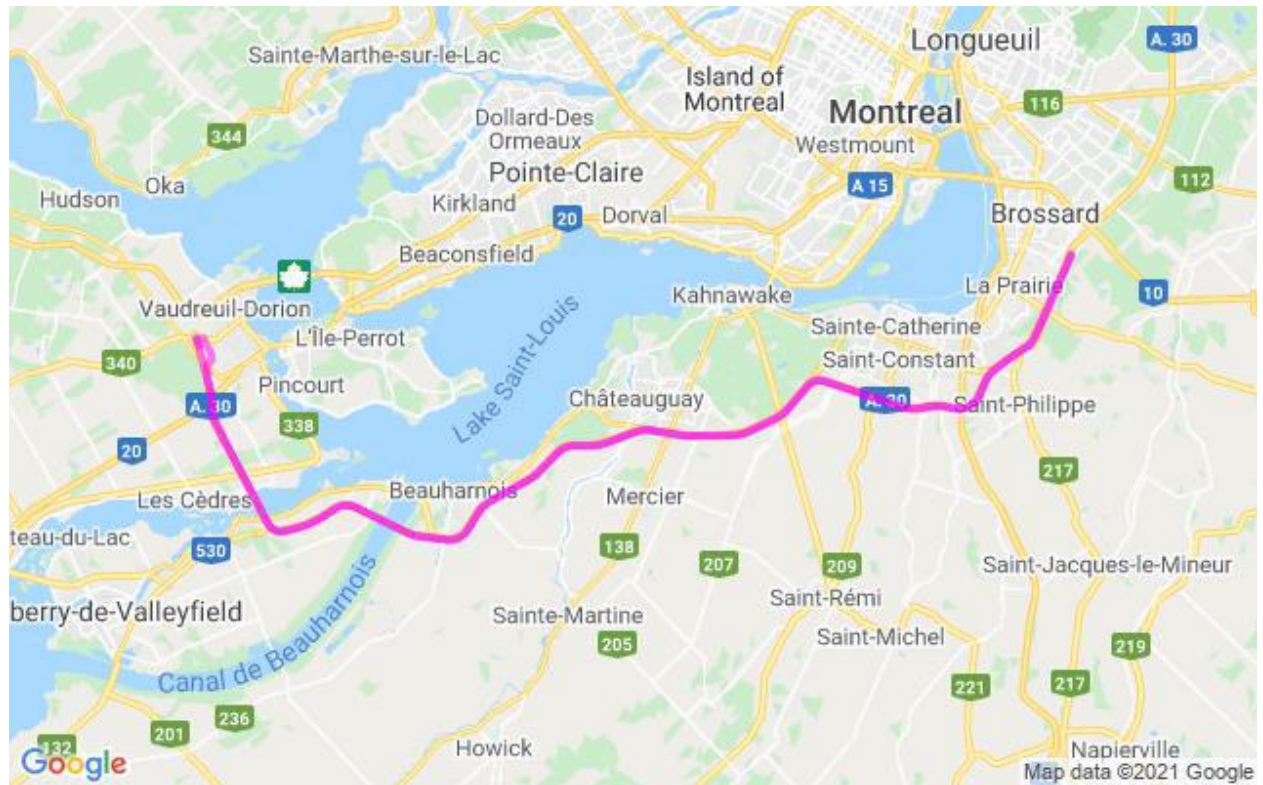 Longueuil
A. 30
Sainte-Marthe-sur-le-Lac
Island of
Montreal
116
Montreal
Dollard-Des
Ormeaux
344
Westmount
Pointe-Claire
Oka
A 15
112
Hudson
Kirkland
20
Dorval
Brossard
Beaconsfield
Vaudreuil-Dorion
Kahnawake
La Prairie
10
L'Île-Perrot
Sainte-Catherine
340
Saint-Constant
Pincourt
Lake Saint-Louis
Châteauguay
A. 30
A. 30
Saint-Philippe
338
20
217
Les Cèdres
Beauharnois
Mercier
teau-du-Lac
530
138
207
209
Saint-Jacques-le-Mineur
berry-de-Valleyfield
Canal de Beauharnois
Sainte-Martine
Saint-Rémi
205
Saint-Michel
219
221
217
236
201
132
Howick
Napierville
Google
Map data ©2021 Google